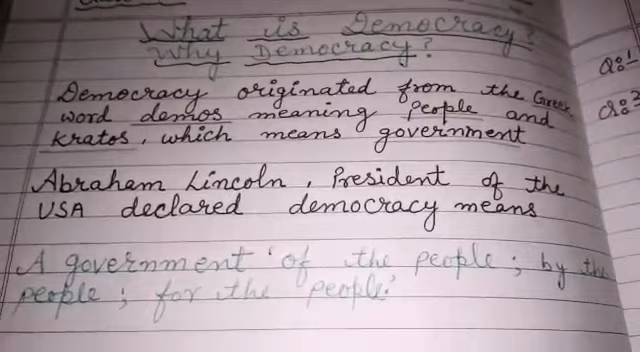 What is Democracy?
Why Democracy?
Democracy originated from the Greek
word demos meaning people and
Kratos, which means government
Abraham Lincoln, President of the
USA declared democracy means
A government 'of the people; by the
people; for the people.'
Q:1
Q:2